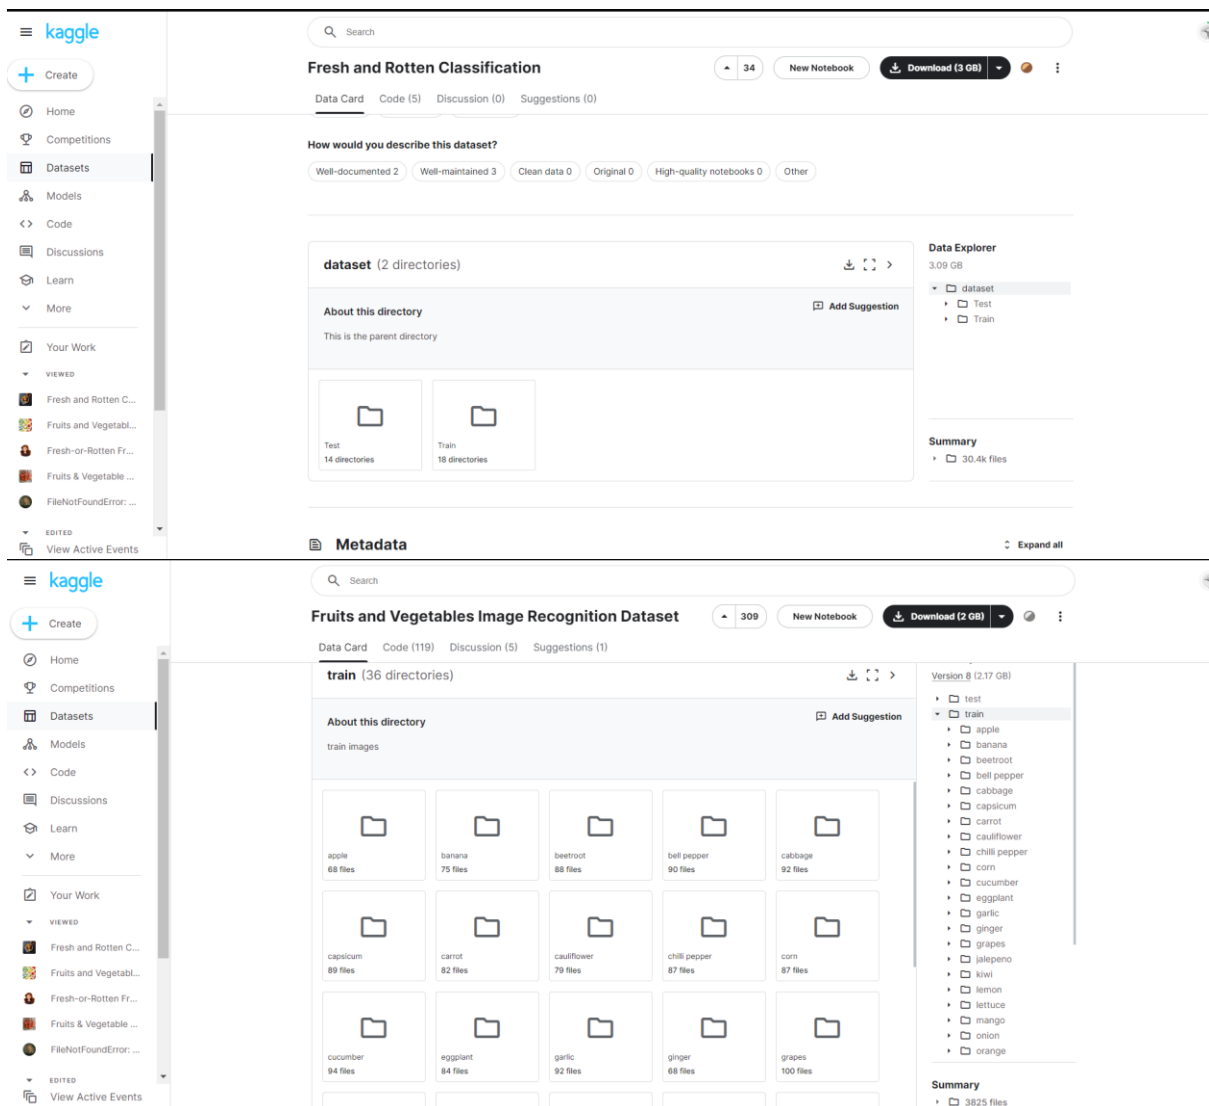 kaggle
Search
Create
Fresh and Rotten Classification
34
New Notebook
Download (3 GB)
Data Card Code (5) Discussion (0) Suggestions (0)
Home
Competitions
Datasets
Models
Code
Discussions
Learn
More
Your Work
VIEWED
Fresh and Rotten C...
Fruits and Vegetabl...
Fresh-or-Rotten Fr...
Fruits & Vegetable ...
FileNotFoundError: ...
EDITED
View Active Events
How would you describe this dataset?
Well-documented 2 Well-maintained 3 Clean data 0 Original 0 High-quality notebooks 0 Other
dataset (2 directories)
About this directory
Add Suggestion
This is the parent directory
Test
14 directories
Train
18 directories
Data Explorer
3.09 GB
dataset
Test
Train
Summary
30.4k files
Metadata
Expand all
kaggle
Search
Create
Fruits and Vegetables Image Recognition Dataset
309
New Notebook
Download (2 GB)
Data Card Code (119) Discussion (5) Suggestions (1)
Home
Competitions
Datasets
Models
Code
Discussions
Learn
More
Your Work
VIEWED
Fresh and Rotten C...
Fruits and Vegetabl...
Fresh-or-Rotten Fr...
Fruits & Vegetable ...
FileNotFoundError: ...
EDITED
View Active Events
train (36 directories)
About this directory
Add Suggestion
train images
apple
68 files
banana
75 files
beetroot
88 files
bell pepper
90 files
cabbage
92 files
capsicum
89 files
carrot
82 files
cauliflower
79 files
chilli pepper
87 files
corn
87 files
cucumber
94 files
eggplant
84 files
garlic
92 files
ginger
68 files
grapes
100 files
Version 8 (2.17 GB)
test
train
apple
banana
beetroot
bell pepper
cabbage
capsicum
carrot
cauliflower
chilli pepper
corn
cucumber
eggplant
garlic
ginger
grapes
jalepeno
kiwi
lemon
lettuce
mango
onion
orange
Summary
3825 files